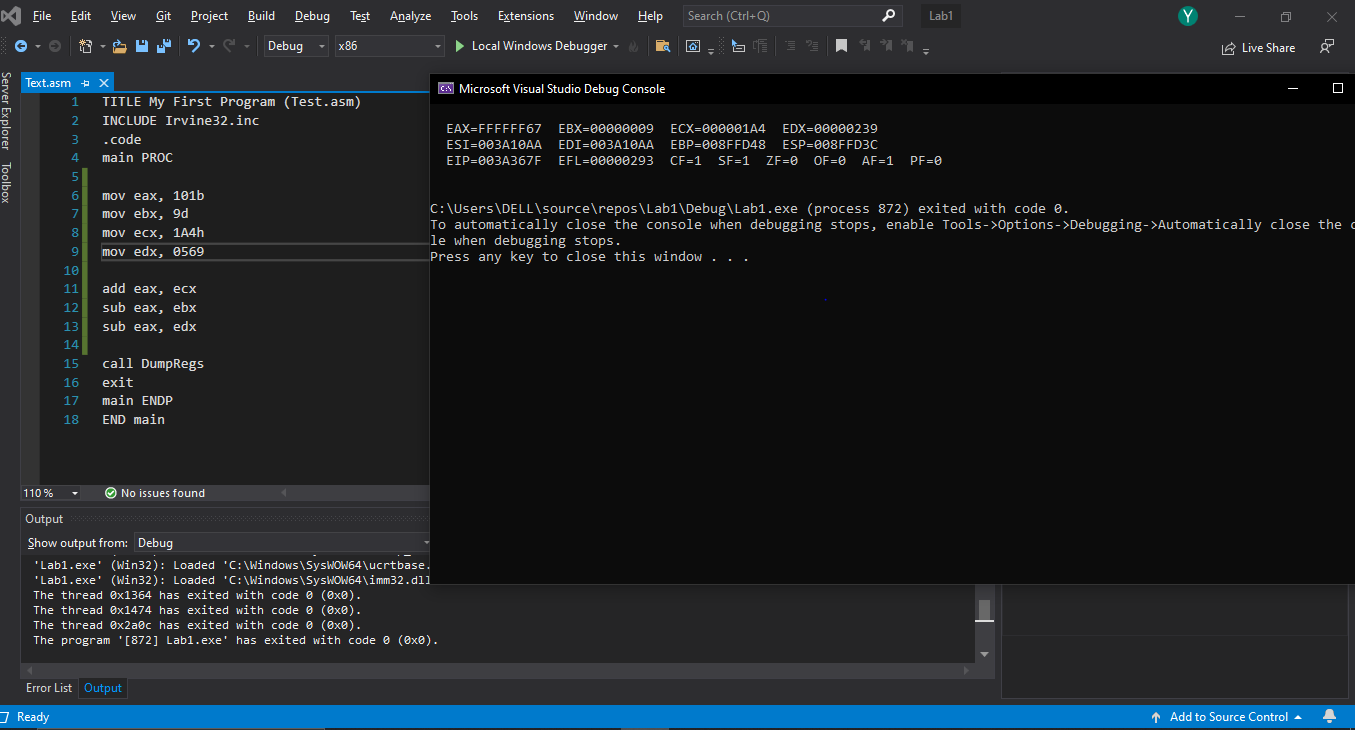 File Edit View Git Project Build Debug Test Analyze Tools Extensions Window Help Search (Ctrl+Q) Lab1 Y
Debug x86 Local Windows Debugger Live Share
Server Explorer
Toolbox
Text.asm
1 TITLE My First Program (Test.asm)
2 INCLUDE Irvine32.inc
3 .code
4 main PROC
5
6 mov eax, 101b
7 mov ebx, 9d
8 mov ecx, 1A4h
9 mov edx, 0569
10
11 add eax, ecx
12 sub eax, ebx
13 sub eax, edx
14
15 call DumpRegs
16 exit
17 main ENDP
18 END main
110 % No issues found
Microsoft Visual Studio Debug Console
EAX=FFFFFF67 EBX=00000009 ECX=000001A4 EDX=00000239
ESI=003A10AA EDI=003A10AA EBP=008FFD48 ESP=008FFD3C
EIP=003A367F EFL=00000293 CF=1 SF=1 ZF=0 OF=0 AF=1 PF=0
C:\Users\DELL\source\repos\Lab1\Debug\Lab1.exe (process 872) exited with code 0.
To automatically close the console when debugging stops, enable Tools->Options->Debugging->Automatically close the c
le when debugging stops.
Press any key to close this window . . .
Output
Show output from: Debug
'Lab1.exe' (Win32): Loaded 'C:\Windows\SysWOW64\ucrtbase.
'Lab1.exe' (Win32): Loaded 'C:\Windows\SysWOW64\imm32.dll
The thread 0x1364 has exited with code 0 (0x0).
The thread 0x1474 has exited with code 0 (0x0).
The thread 0x2a0c has exited with code 0 (0x0).
The program '[872] Lab1.exe' has exited with code 0 (0x0).
Error List Output
Ready Add to Source Control